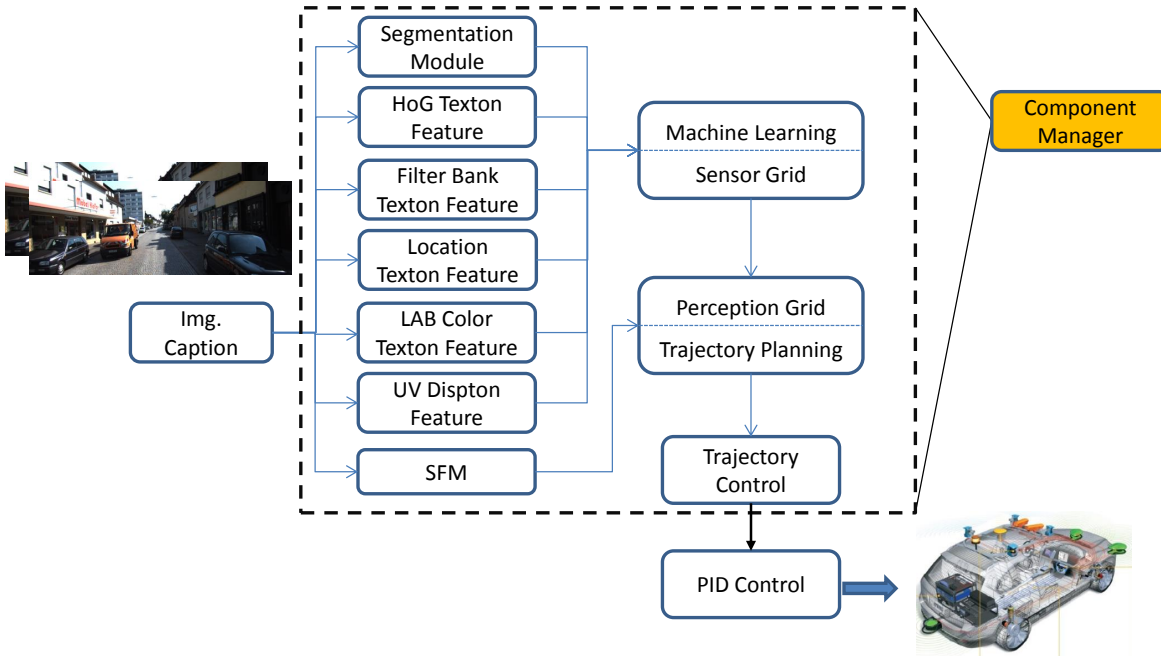 Segmentation
Module
HoG Texton
Feature
Filter Bank
Texton Feature
Location
Texton Feature
LAB Color
Texton Feature
UV Dispton
Feature
SFM
Img.
Caption
Machine Learning
Sensor Grid
Perception Grid
Trajectory Planning
Trajectory
Control
PID Control
Component
Manager